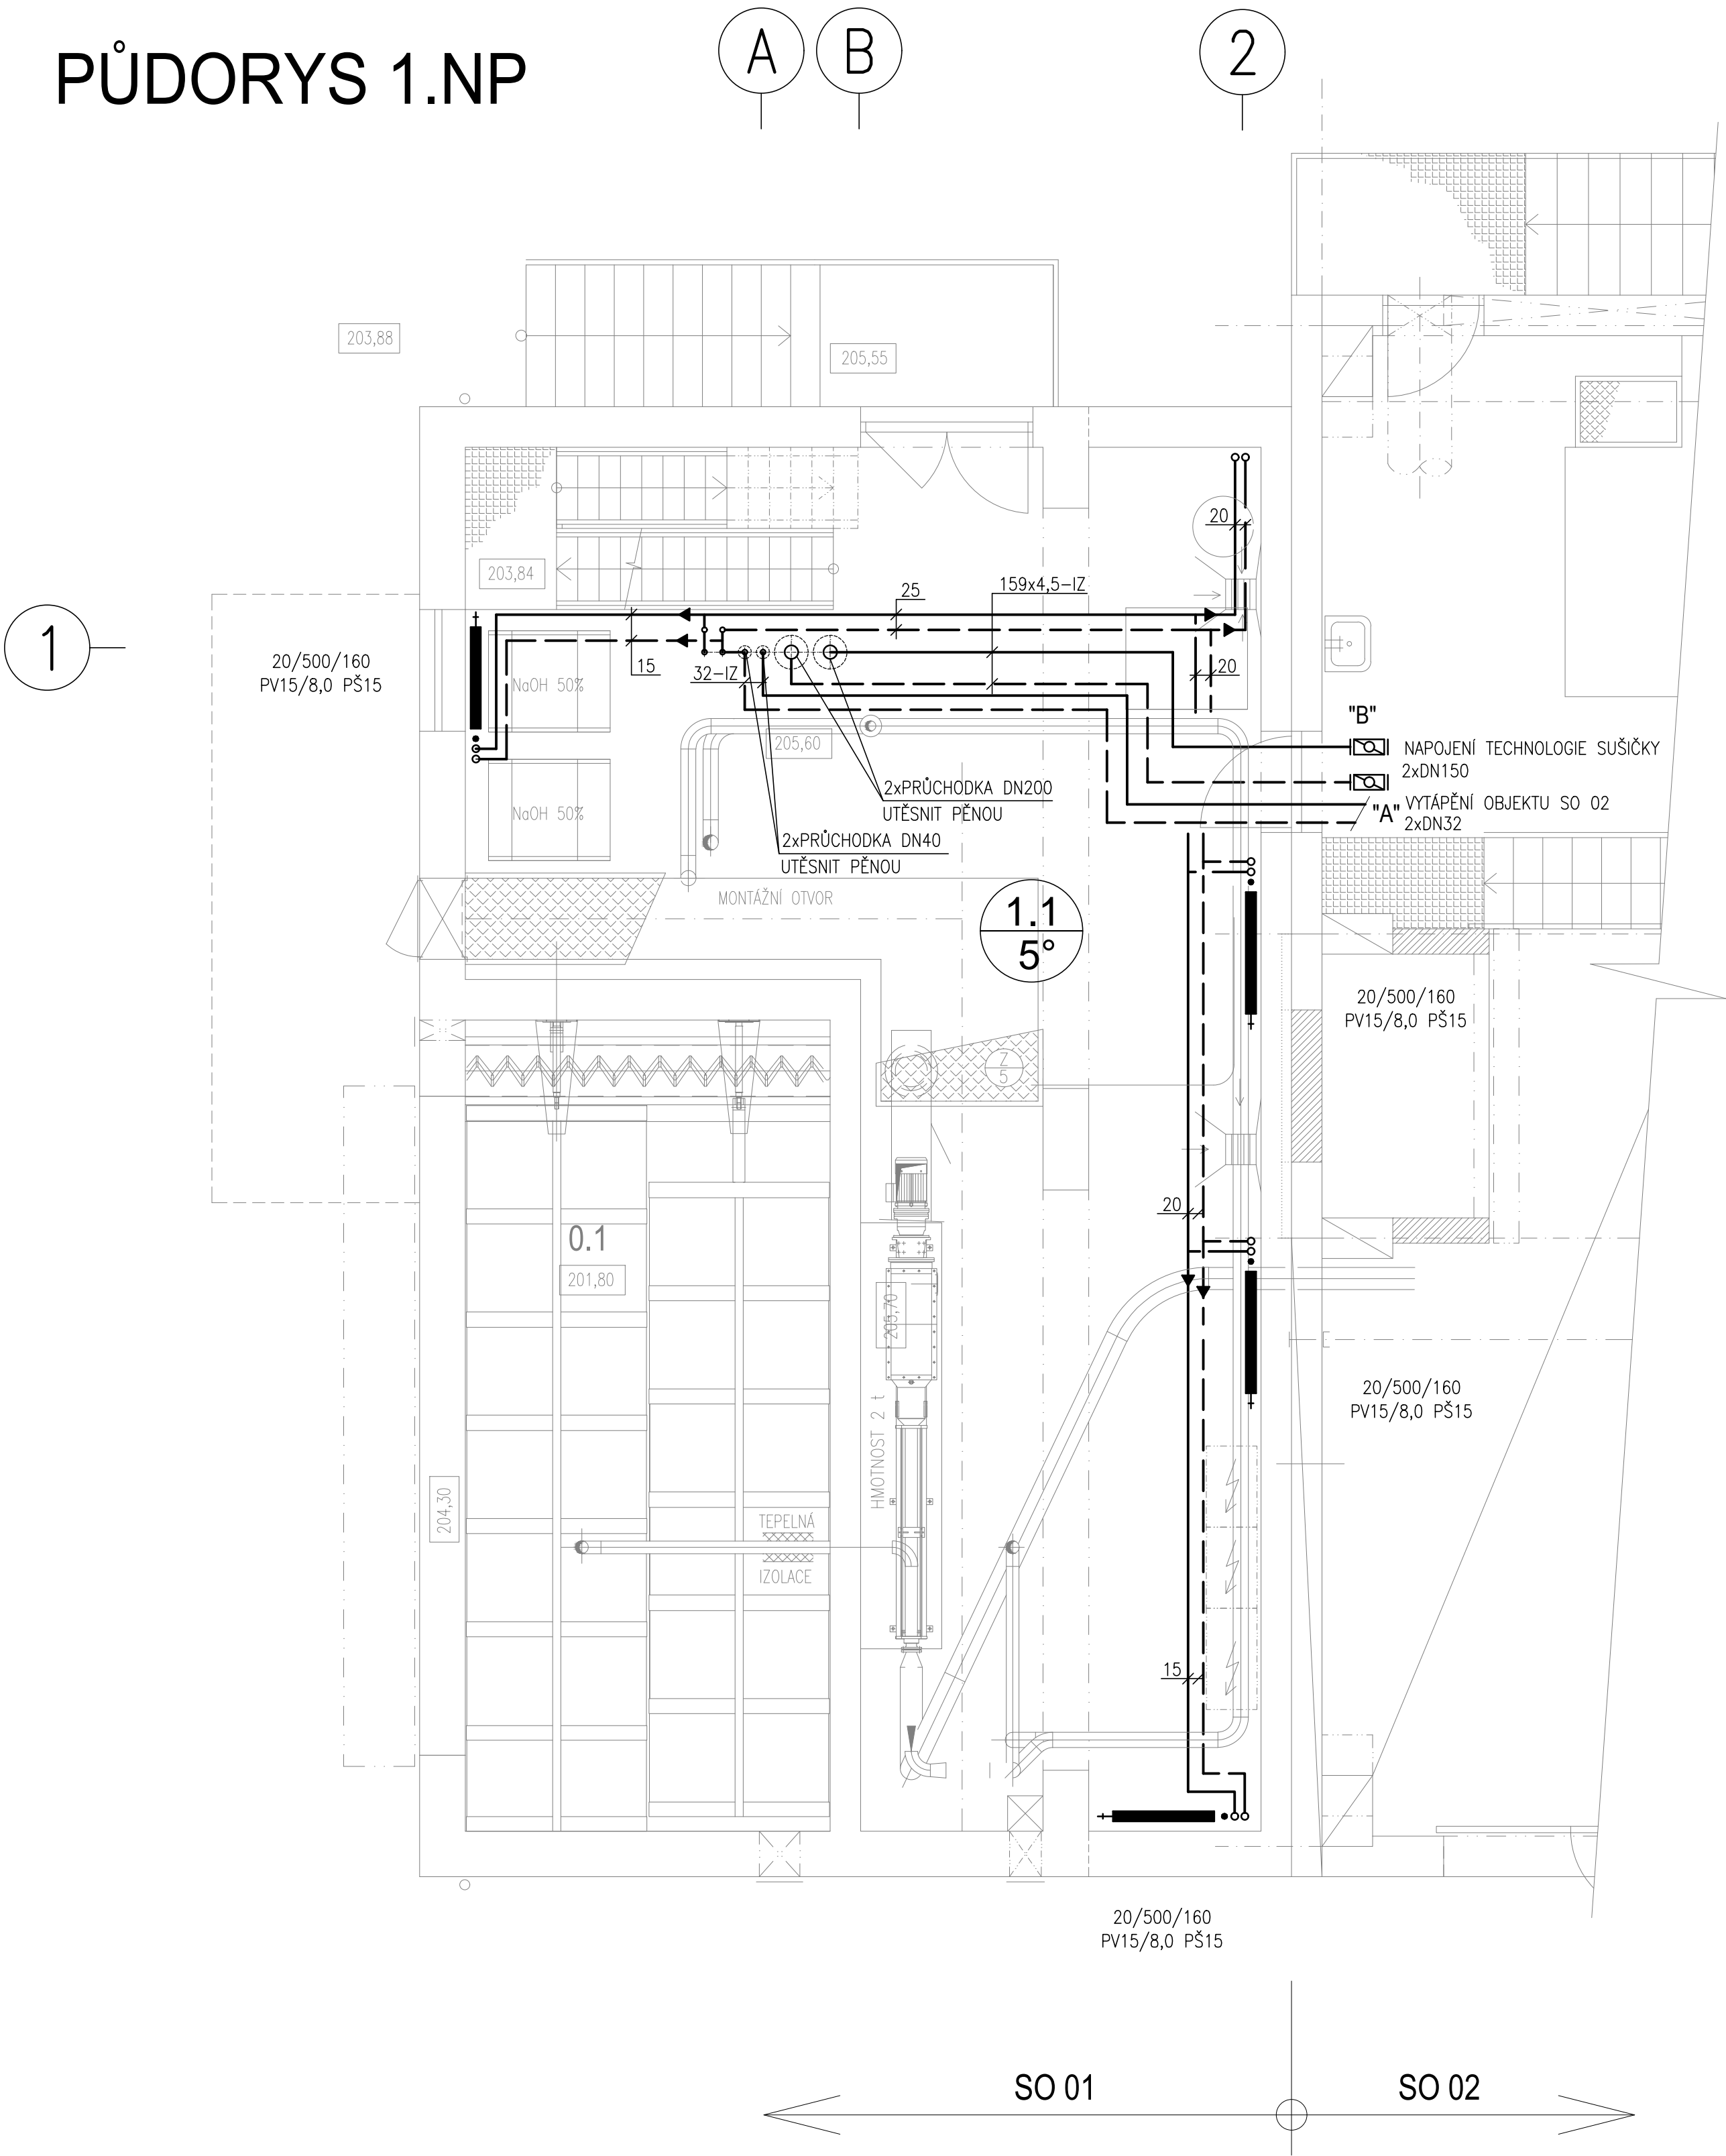 PŮDORYS 1.NP
A
B
2
203,88
205,55
20
203,84
25
159x4,5-IZ
1
20/500/160
PV15/8,0 PŠ15
NaOH 50%
15
32-IZ
20
"B"
205,60
NAPOJENÍ TECHNOLOGIE SUŠIČKY
2xDN150
2xPRŮCHODKA DN200
UTĚSNIT PĚNOU
"A"
VYTÁPĚNÍ OBJEKTU SO 02
2xDN32
NaOH 50%
2xPRŮCHODKA DN40
UTĚSNIT PĚNOU
MONTÁŽNÍ OTVOR
1.1
5°
20/500/160
PV15/8,0 PŠ15
Z
5
20
0.1
201,80
205,70
20/500/160
PV15/8,0 PŠ15
HMOTNOST 2 t
204,30
TEPELNÁ
IZOLACE
15
20/500/160
PV15/8,0 PŠ15
SO 01
SO 02